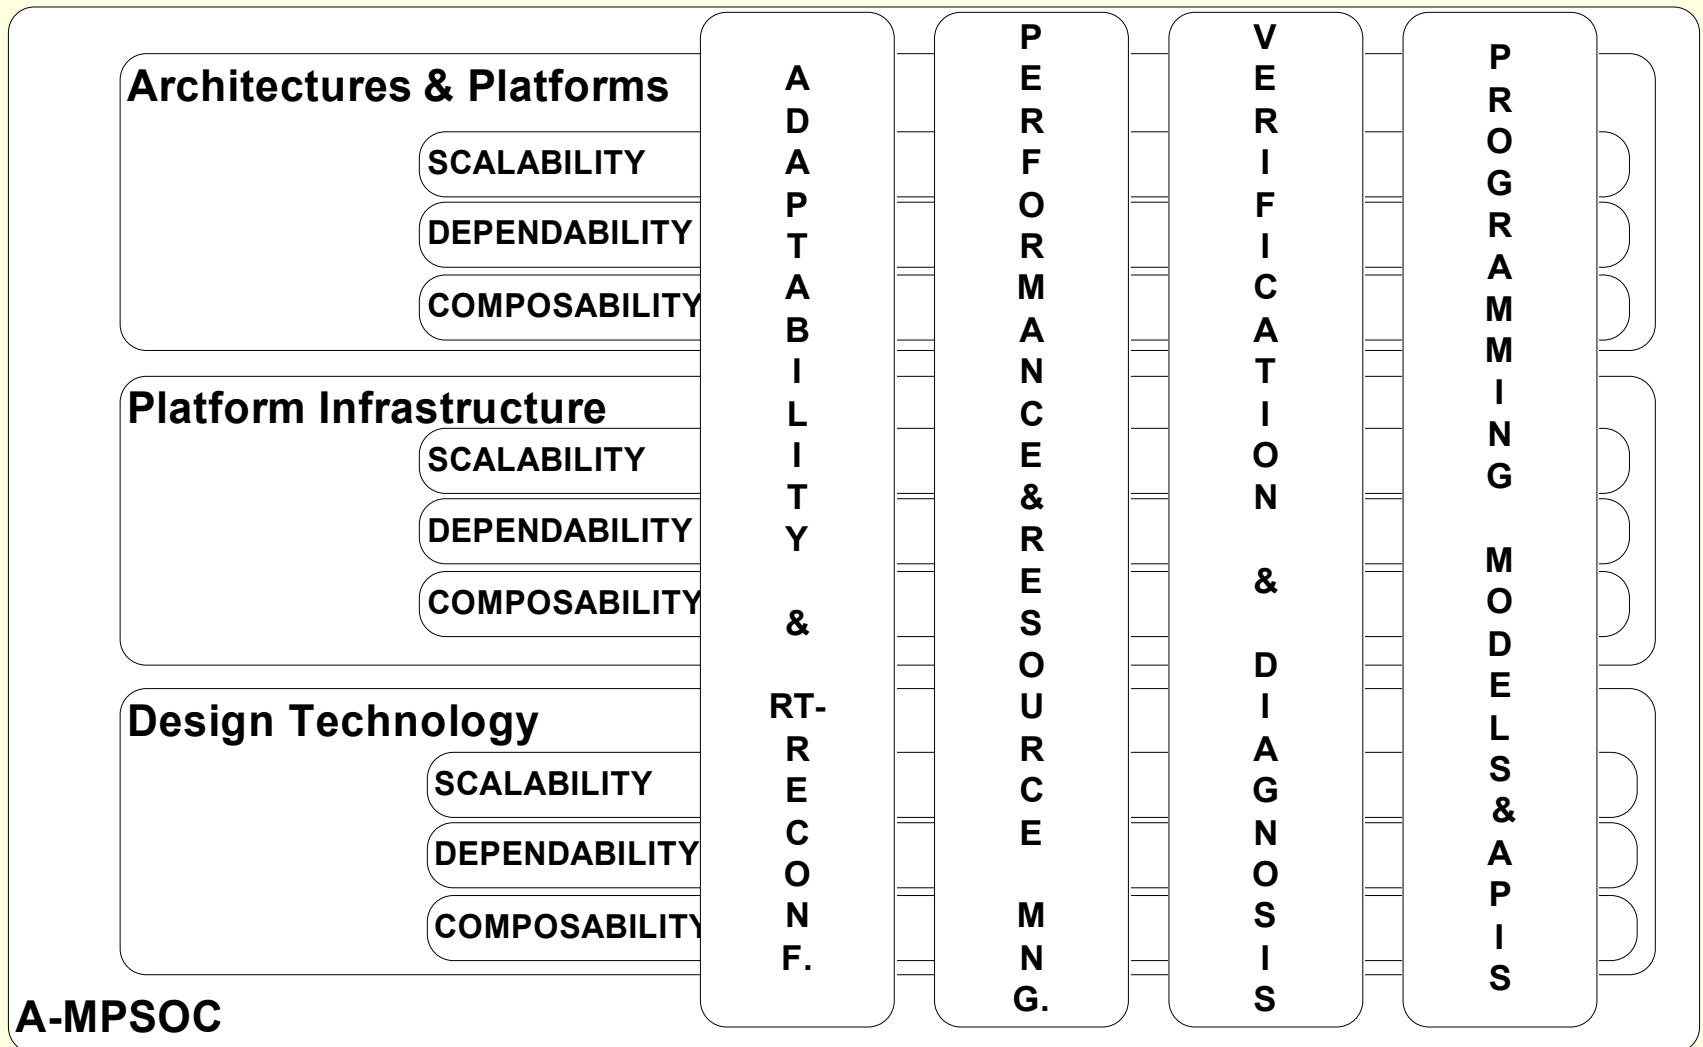 Architectures & Platforms
SCALABILITY
DEPENDABILITY
COMPOSABILITY
Platform Infrastructure
SCALABILITY
DEPENDABILITY
COMPOSABILITY
Design Technology
SCALABILITY
DEPENDABILITY
COMPOSABILITY
ADAPTABILITY & RT-RECONF.
PERFORMANCE&RESOURCE MNG.
VERIFICATION & DIAGNOSIS
PROGRAMMING MODELS&APIS
A-MPSOC